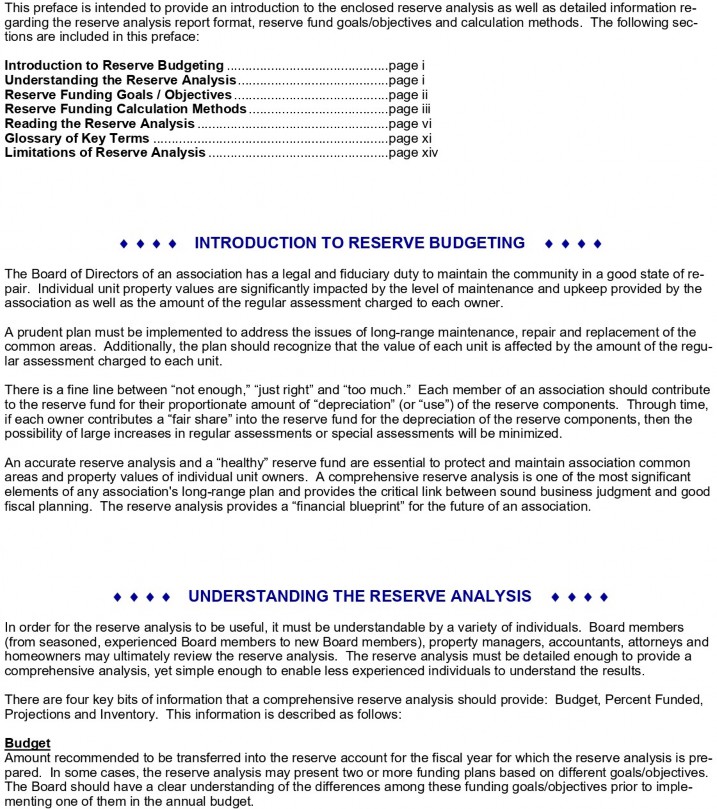 This preface is intended to provide an introduction to the enclosed reserve analysis as well as detailed information re-
garding the reserve analysis report format, reserve fund goals/objectives and calculation methods.  The following sec-
tions are included in this preface:
Introduction to Reserve Budgeting ............................................page i
Understanding the Reserve Analysis.........................................page i
Reserve Funding Goals / Objectives..........................................page ii
Reserve Funding Calculation Methods......................................page iii
Reading the Reserve Analysis ....................................................page vi
Glossary of Key Terms ................................................................page xi
Limitations of Reserve Analysis .................................................page xiv
♦ ♦ ♦ ♦ INTRODUCTION TO RESERVE BUDGETING ♦ ♦ ♦ ♦
The Board of Directors of an association has a legal and fiduciary duty to maintain the community in a good state of re-
pair.  Individual unit property values are significantly impacted by the level of maintenance and upkeep provided by the
association as well as the amount of the regular assessment charged to each owner.
A prudent plan must be implemented to address the issues of long-range maintenance, repair and replacement of the
common areas.  Additionally, the plan should recognize that the value of each unit is affected by the amount of the regu-
lar assessment charged to each unit.
There is a fine line between “not enough,” “just right” and “too much.”  Each member of an association should contribute
to the reserve fund for their proportionate amount of “depreciation” (or “use”) of the reserve components.  Through time,
if each owner contributes a “fair share” into the reserve fund for the depreciation of the reserve components, then the
possibility of large increases in regular assessments or special assessments will be minimized.
An accurate reserve analysis and a “healthy” reserve fund are essential to protect and maintain association common
areas and property values of individual unit owners.  A comprehensive reserve analysis is one of the most significant
elements of any association's long-range plan and provides the critical link between sound business judgment and good
fiscal planning.  The reserve analysis provides a “financial blueprint” for the future of an association.
♦ ♦ ♦ ♦ UNDERSTANDING THE RESERVE ANALYSIS ♦ ♦ ♦ ♦
In order for the reserve analysis to be useful, it must be understandable by a variety of individuals.  Board members
(from seasoned, experienced Board members to new Board members), property managers, accountants, attorneys and
homeowners may ultimately review the reserve analysis.  The reserve analysis must be detailed enough to provide a
comprehensive analysis, yet simple enough to enable less experienced individuals to understand the results.
There are four key bits of information that a comprehensive reserve analysis should provide:  Budget, Percent Funded,
Projections and Inventory.  This information is described as follows:
Budget
Amount recommended to be transferred into the reserve account for the fiscal year for which the reserve analysis is pre-
pared.  In some cases, the reserve analysis may present two or more funding plans based on different goals/objectives.
The Board should have a clear understanding of the differences among these funding goals/objectives prior to imple-
menting one of them in the annual budget.